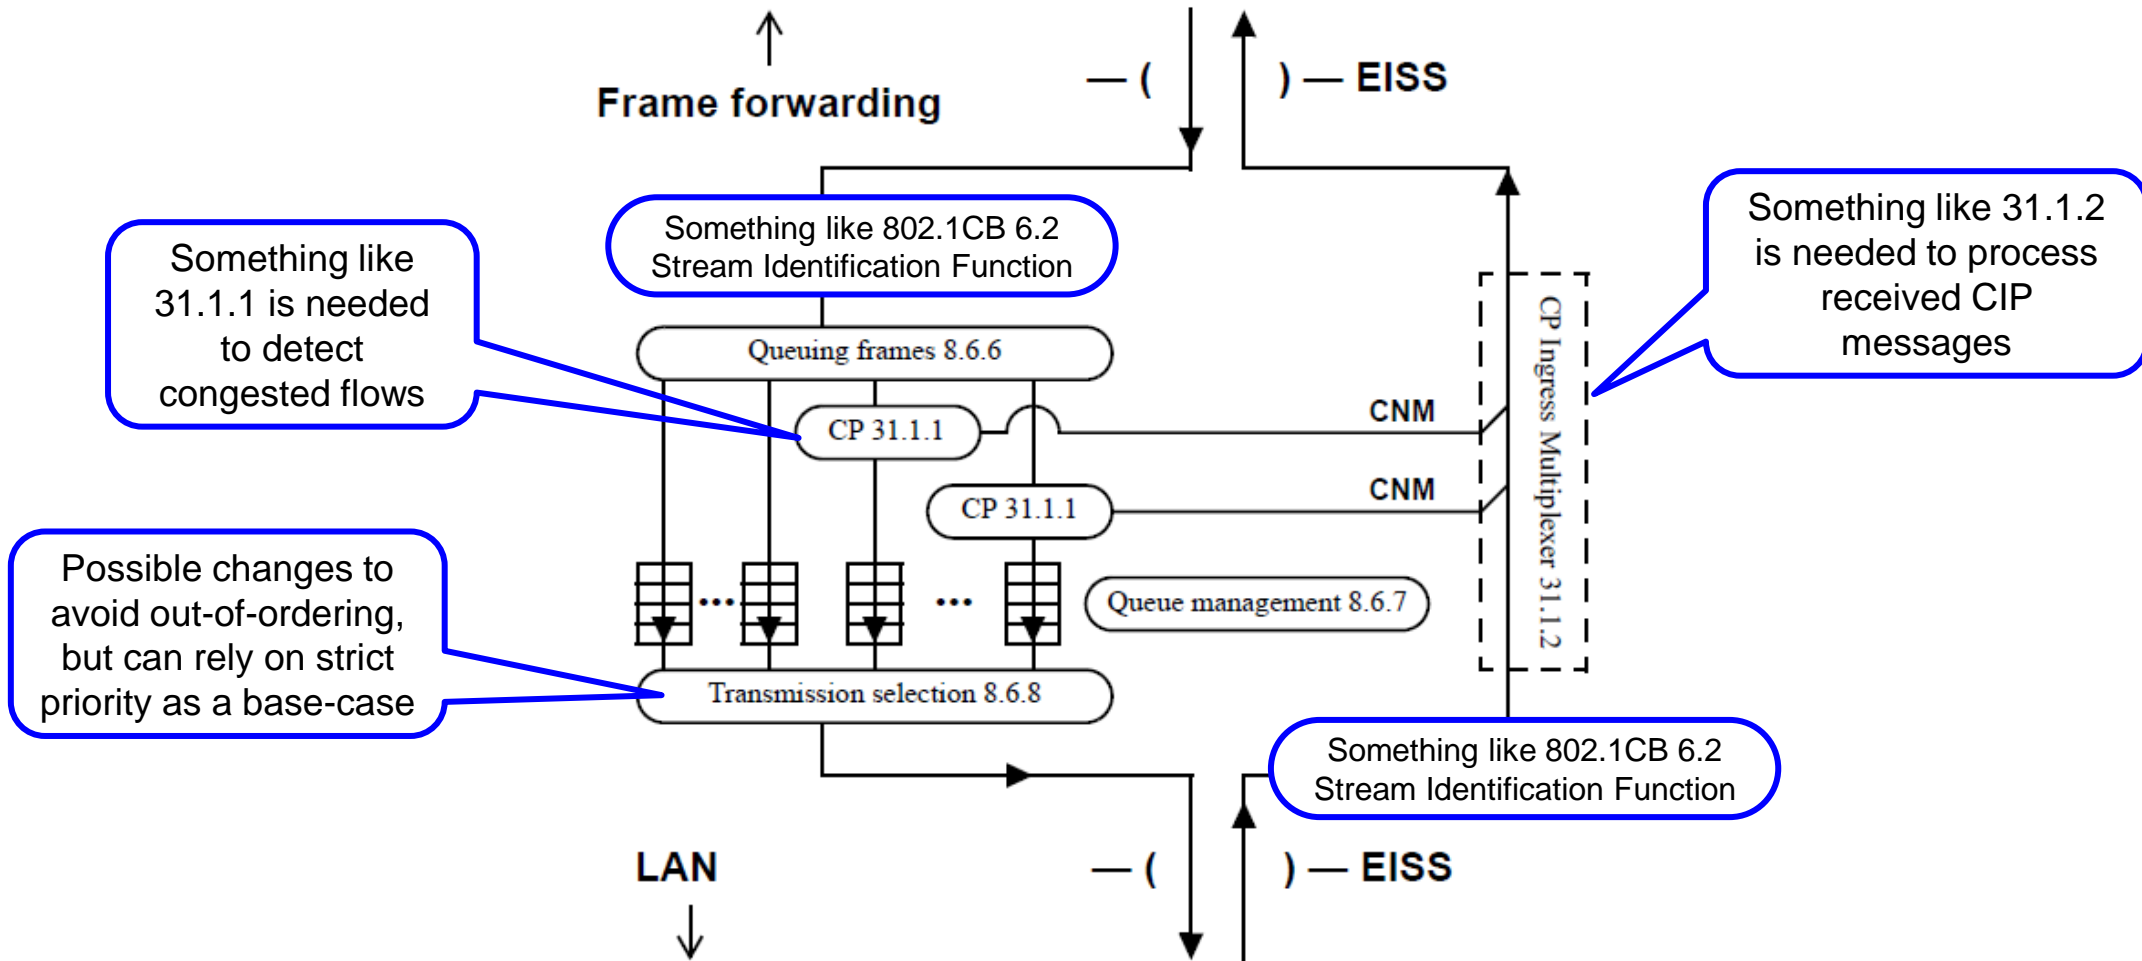 Frame forwarding
— (
) — EISS
Something like 802.1CB 6.2
Stream Identification Function
Something like
31.1.1 is needed
to detect
congested flows
Something like 31.1.2
is needed to process
received CIP
messages
Queuing frames 8.6.6
CP 31.1.1
CNM
CP 31.1.1
CNM
CP Ingress Multiplexer 31.1.2
Possible changes to
avoid out-of-ordering,
but can rely on strict
priority as a base-case
•••
•••
Queue management 8.6.7
Transmission selection 8.6.8
Something like 802.1CB 6.2
Stream Identification Function
LAN
— (
) — EISS